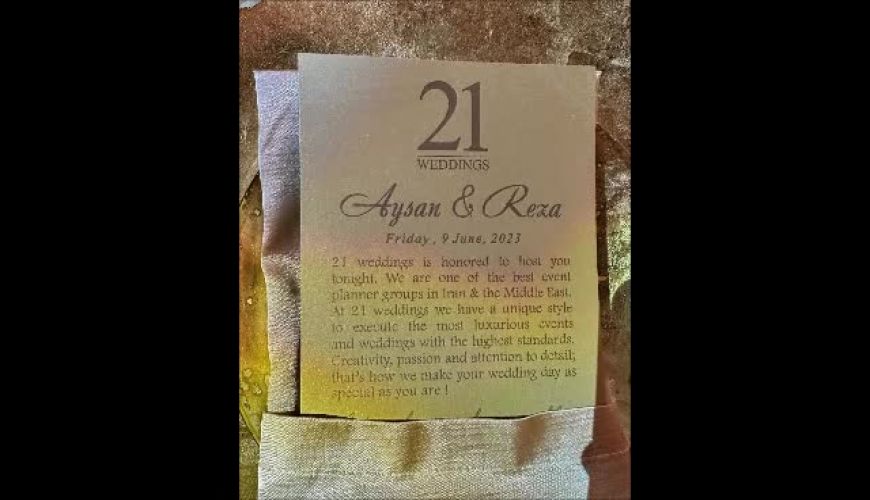 21
WEDDINGS
Aysan & Reza
Friday , 9 June, 2023
21 weddings is honored to host you
tonight. We are one of the best event
planner groups in Iran & the Middle East.
At 21 weddings we have a unique style
to execute the most luxurious events
and weddings with the highest standards.
Creativity, passion and attention to detail;
that's how we make your wedding day as
special as you are !